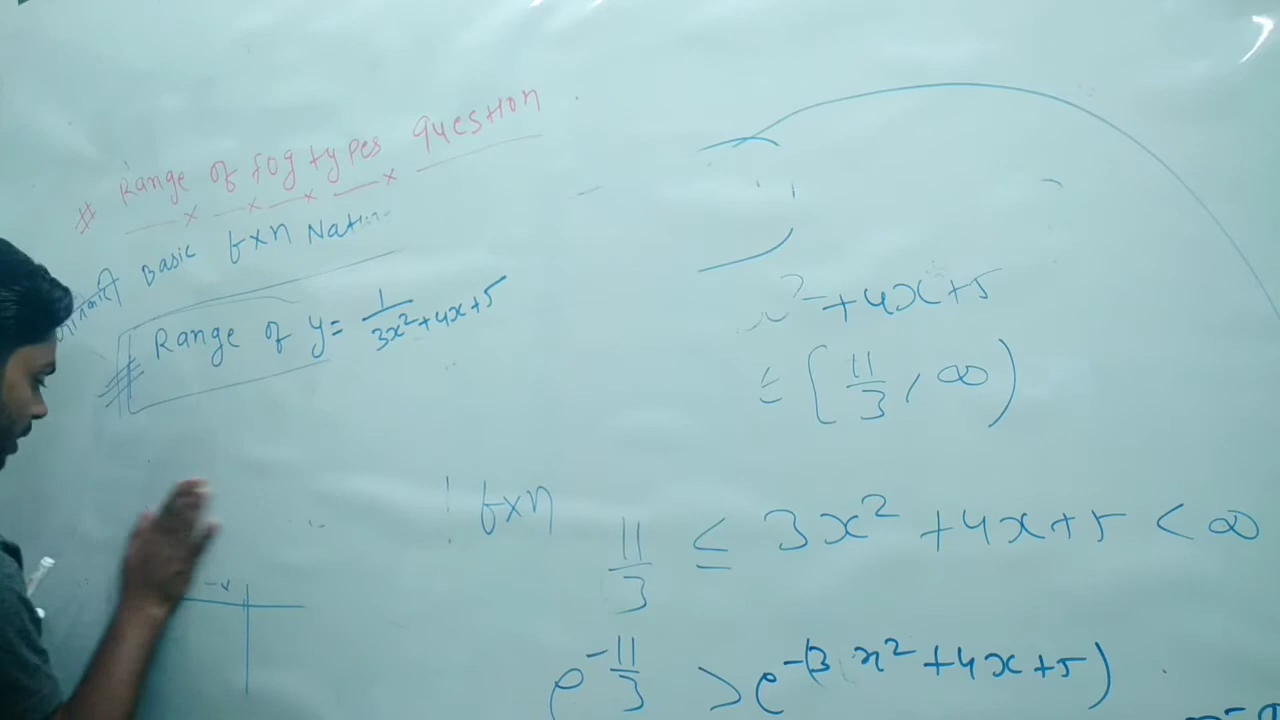 # Range of fog types question
Basic fxn
# Range of y = 1/(3x²+4x+5)
x²+4x+5
≤ [11/3, ∞)
fxn
11/3 ≤ 3x²+4x+5 < ∞
e^-11/3 > e^-(3x²+4x+5)